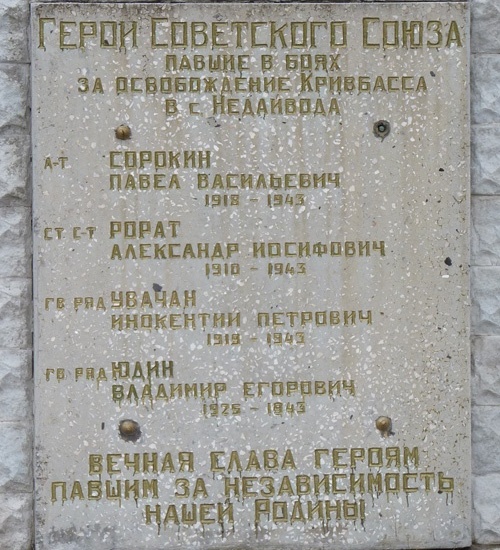 Герои Советского Союза
павшие в боях
за освобождение Кривбасса
в с Недайвода
л-т Сорокин
Павел Васильевич
1918 - 1943
ст с-т Рорат
Александр Иосифович
1910 - 1943
гв ряд Увачан
Инокентий Петрович
1919 - 1943
гв ряд Юдин
Владимир Егорович
1925 - 1943
Вечная слава героям
павшим за независимость
нашей Родины